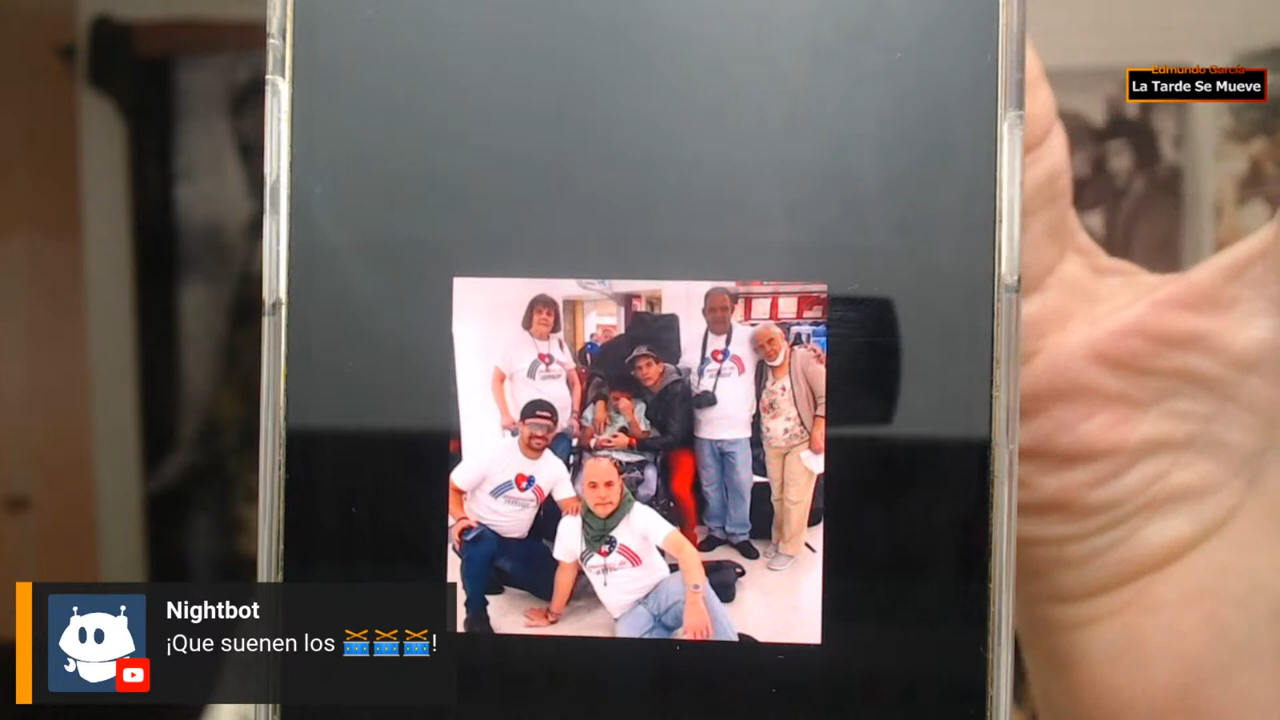 Edmundo García
La Tarde Se Mueve
Nightbot
¡Que suenen los 🥁🥁🥁!